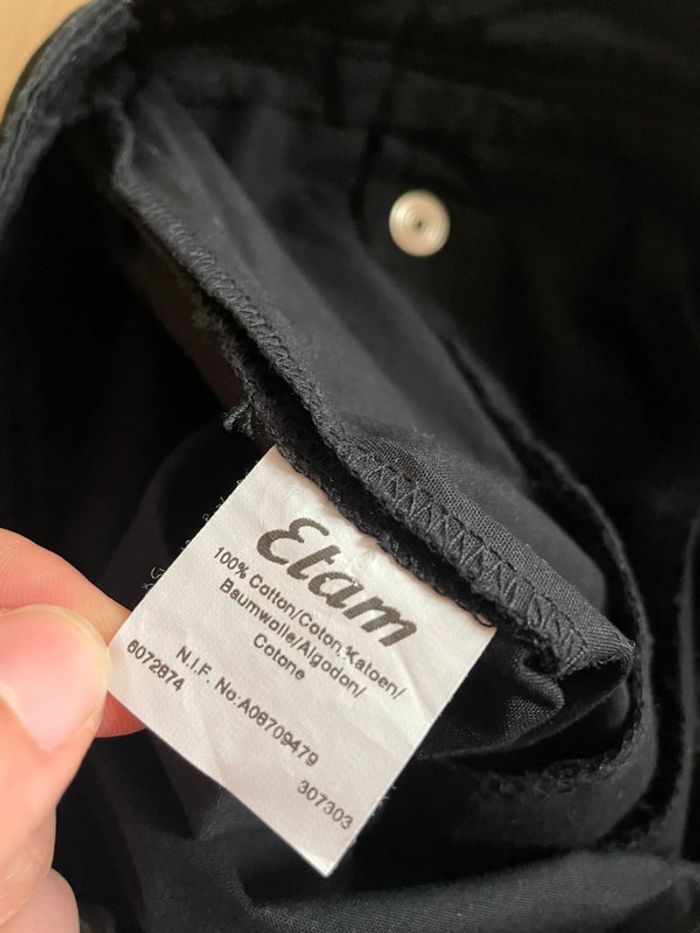 Etam
100% Cotton/Coton/Katoen/
Baumwolle/Algodon/
Cotone
N.I.F. No:A08709479
6072874
307303